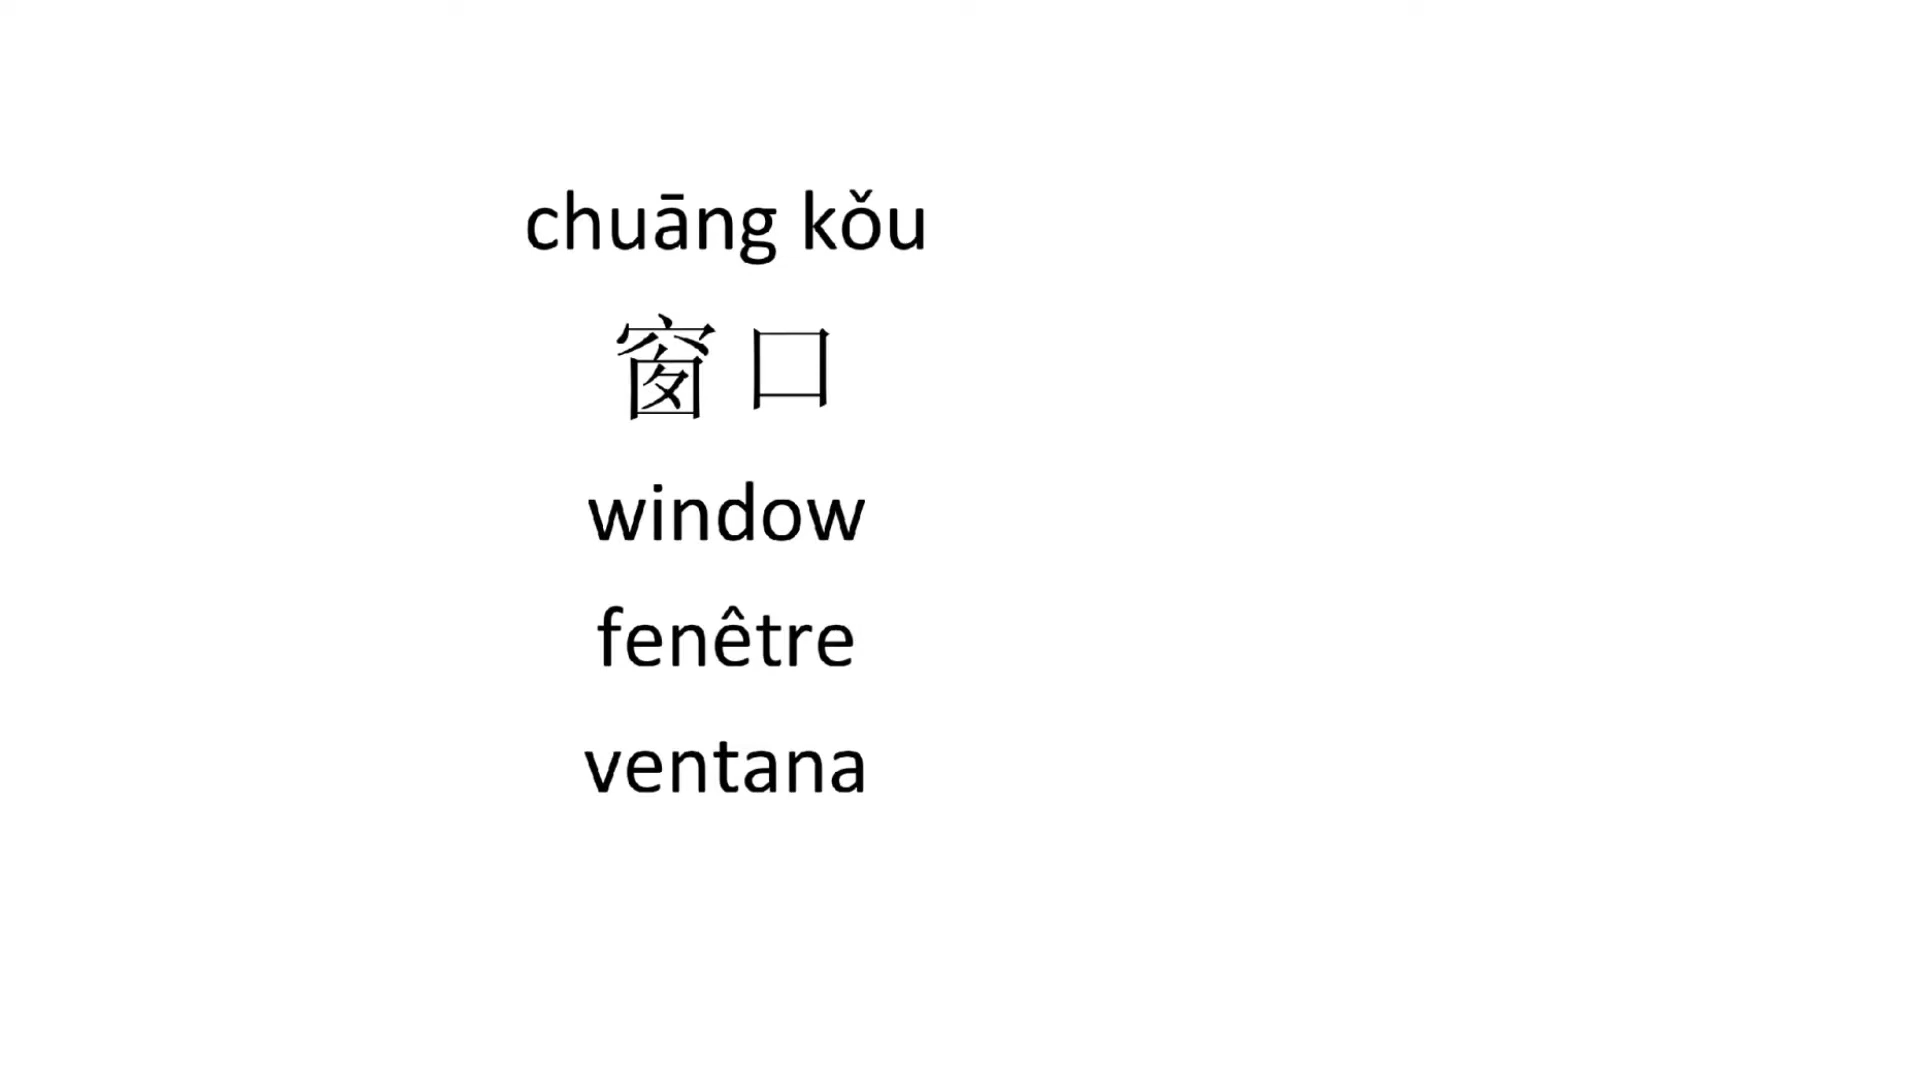 chuāng kǒu
窗口
window
fenêtre
ventana